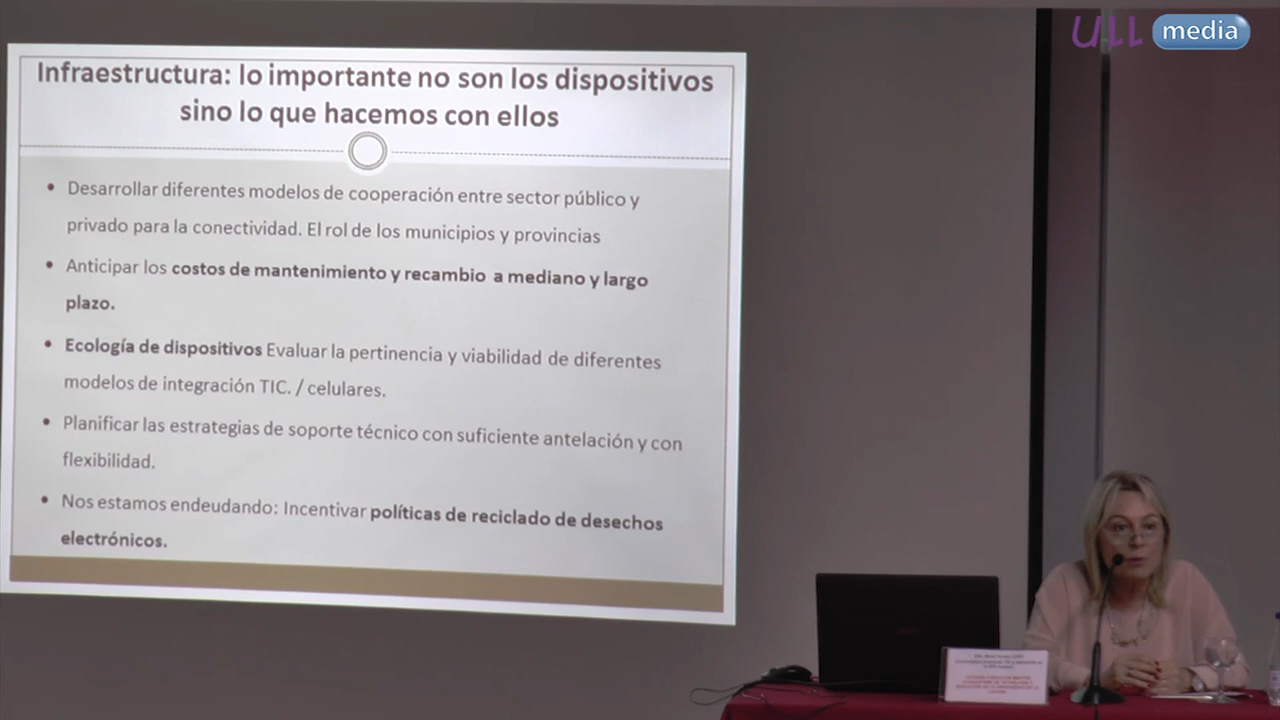 ULL media
Infraestructura: lo importante no son los dispositivos
sino lo que hacemos con ellos
• Desarrollar diferentes modelos de cooperación entre sector público y
privado para la conectividad. El rol de los municipios y provincias
• Anticipar los costos de mantenimiento y recambio a mediano y largo
plazo.
• Ecología de dispositivos Evaluar la pertinencia y viabilidad de diferentes
modelos de integración TIC. / celulares.
• Planificar las estrategias de soporte técnico con suficiente antelación y con
flexibilidad.
• Nos estamos endeudando: Incentivar políticas de reciclado de desechos
electrónicos.